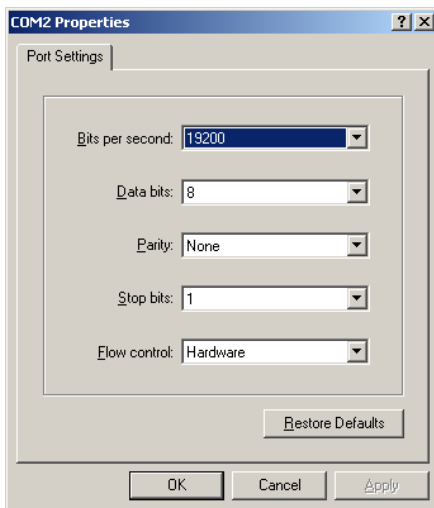 COM2 Properties
Port Settings
Bits per second: 19200
Data bits: 8
Parity: None
Stop bits: 1
Flow control: Hardware
Restore Defaults
OK Cancel Apply